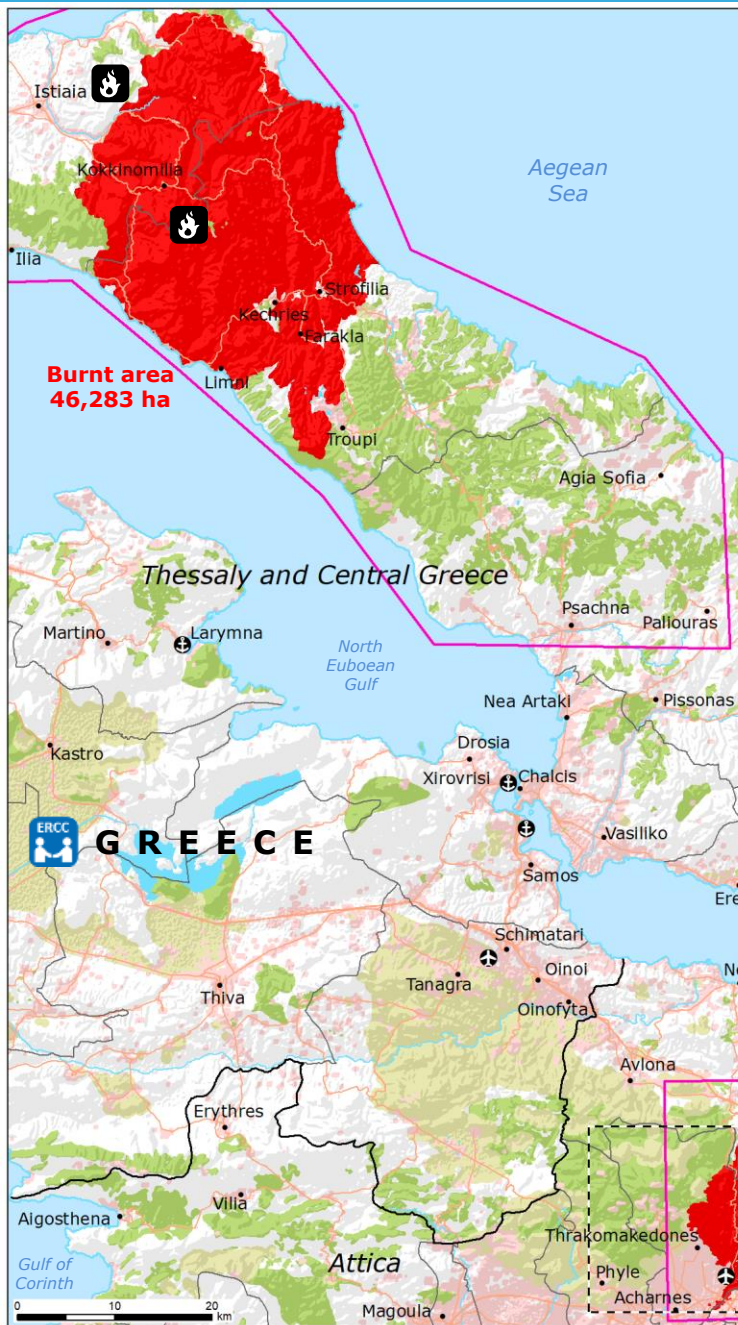 Istiaia
Aegean
Sea
Kokkinomilia
Ilia
Strofilia
Kechries
Farakla
Burnt area
46,283 ha
Limni
Troupi
Agia Sofia
Thessaly and Central Greece
Psachna
Paliouras
Martino
Larymna
North
Euboean
Gulf
Nea Artaki
Pissonas
Kastro
Drosia
Xirovrisi
Chalcis
ERCC
GREECE
Vasiliko
Samos
Ere
Schimatari
Tanagra
Oinoi
Ne
Thiva
Oinofyta
Avlona
Erythres
Vilia
Aigosthena
Thrakomakedones
Attica
Gulf of
Corinth
Phyle
Acharnes
Magoula
0 10 20
km